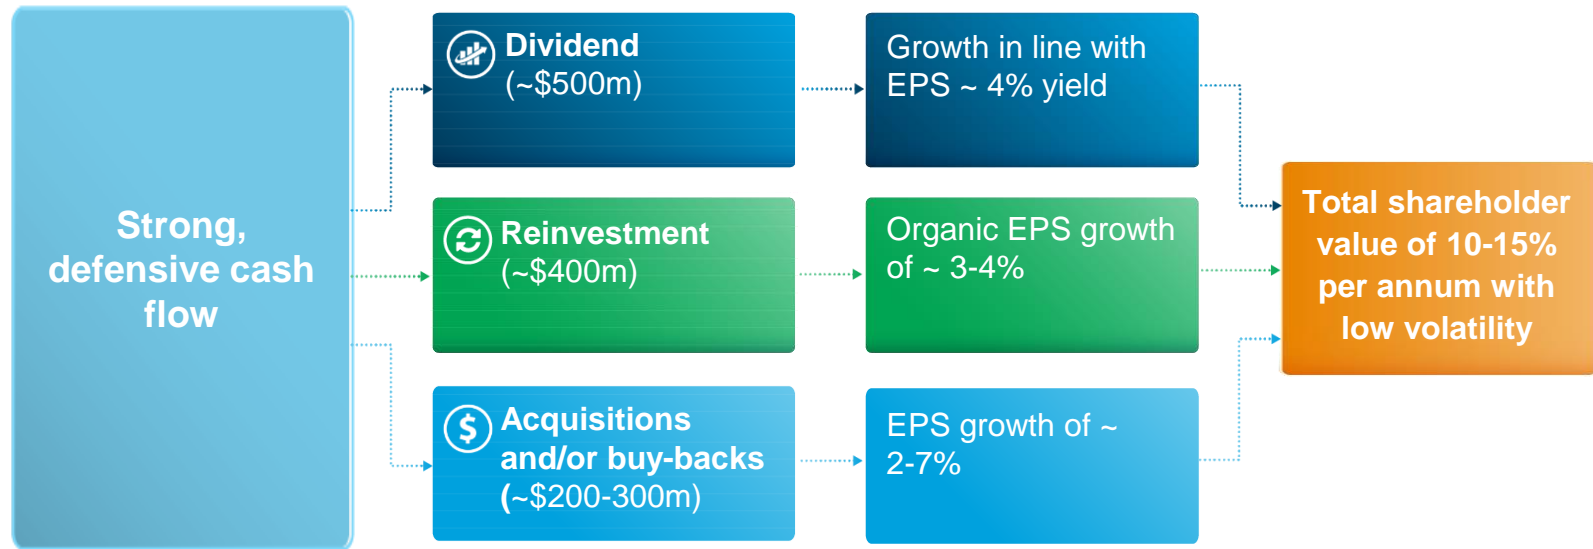 Strong,
defensive cash
flow
Dividend
(~$500m)
Growth in line with
EPS ~ 4% yield
Reinvestment
(~$400m)
Organic EPS growth
of ~ 3-4%
$
Acquisitions
and/or buy-backs
(~$200-300m)
EPS growth of ~
2-7%
Total shareholder
value of 10-15%
per annum with
low volatility